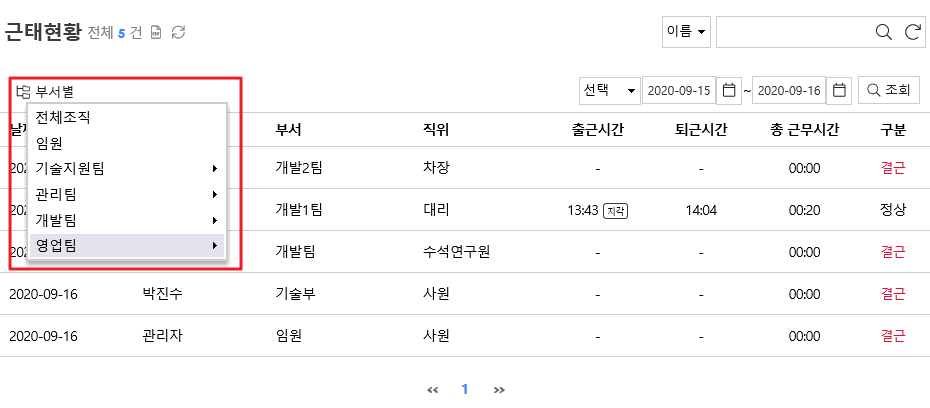 근태현황 전체 5 건 이름
부서별 선택 2020-09-15 ~ 2020-09-16 조회
전체조직
임원
기술지원팀
관리팀
개발팀
영업팀
부서 직위 출근시간 퇴근시간 총 근무시간 구분
개발2팀 차장 - - 00:00 결근
개발1팀 대리 13:43 지각 14:04 00:20 정상
개발팀 수석연구원 - - 00:00 결근
2020-09-16 박진수 기술부 사원 - - 00:00 결근
2020-09-16 관리자 임원 사원 - - 00:00 결근
« 1 »